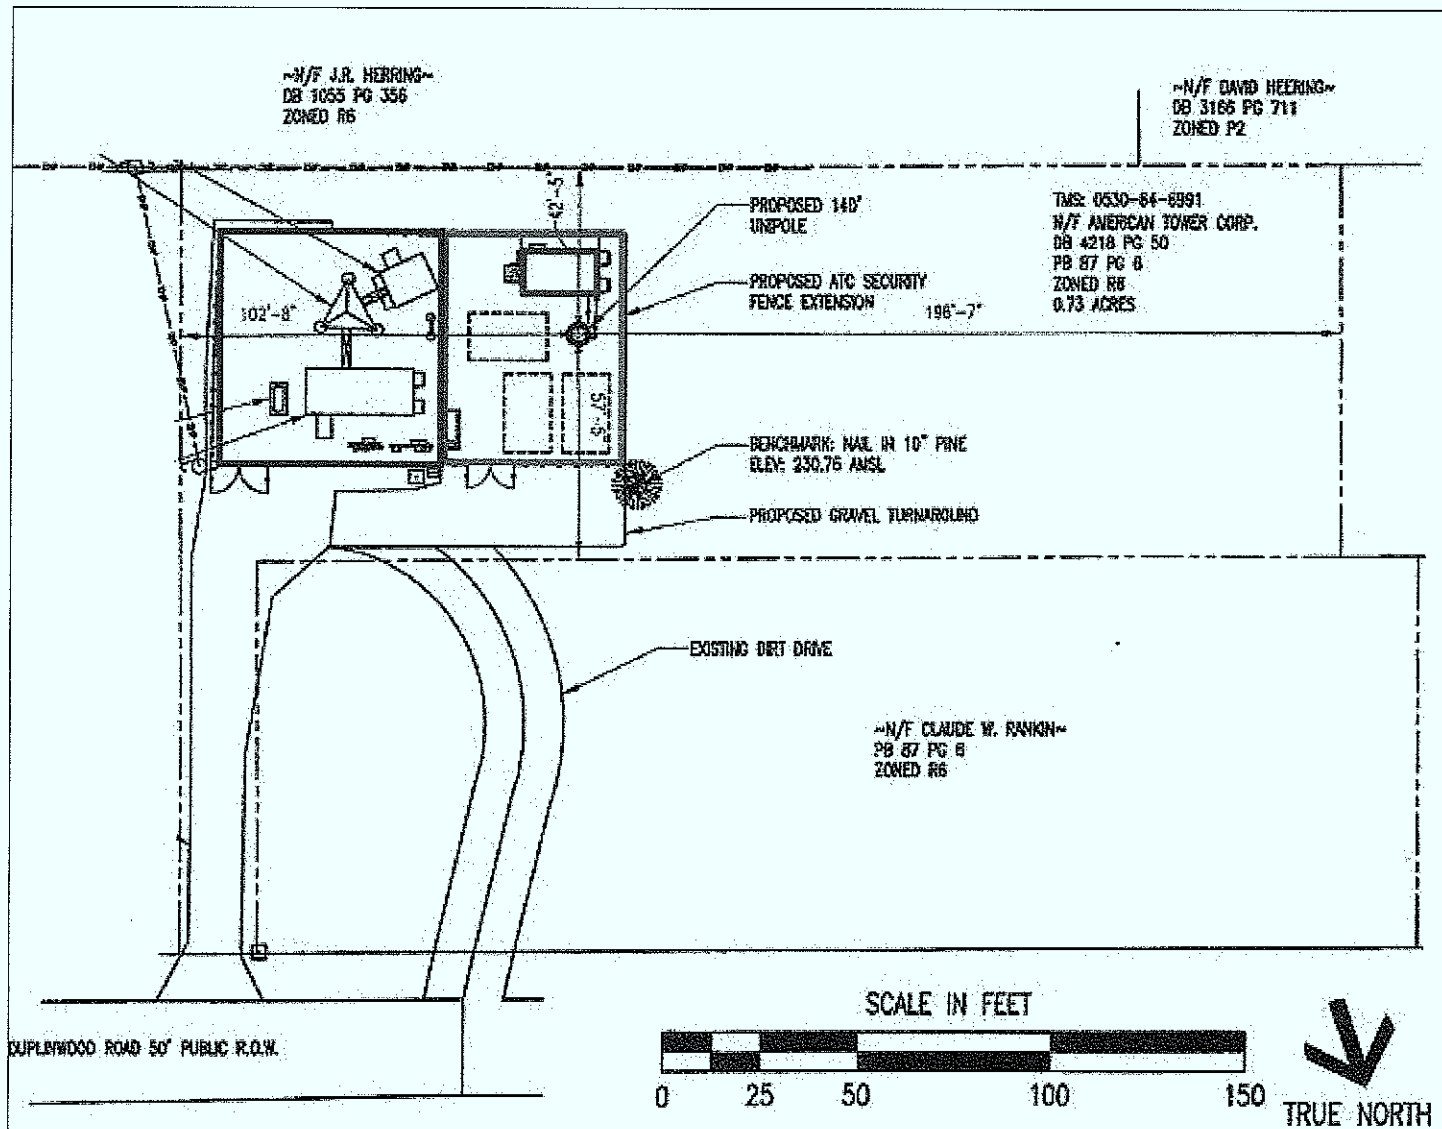 ~N/F J.R. HERRING~
DB 1055 PG 356
ZONED R6
~N/F DAVID HEERING~
DB 3166 PG 711
ZONED P2
42'-5"
PROPOSED 140'
UNIPOLE
TMS: 0530-64-6991
N/F AMERICAN TOWER CORP.
DB 4218 PG 50
PB 87 PG 6
ZONED R6
0.73 ACRES
PROPOSED ATC SECURITY
FENCE EXTENSION
102'-8"
196'-7"
57'-5"
BENCHMARK: NAIL IN 10" PINE
ELEV: 230.76 AMSL
PROPOSED GRAVEL TURNAROUND
EXISTING DIRT DRIVE
~N/F CLAUDE W. RANKIN~
PB 87 PG 6
ZONED R6
DUPLINWOOD ROAD 50' PUBLIC R.O.W.
SCALE IN FEET
0 25 50 100 150
TRUE NORTH